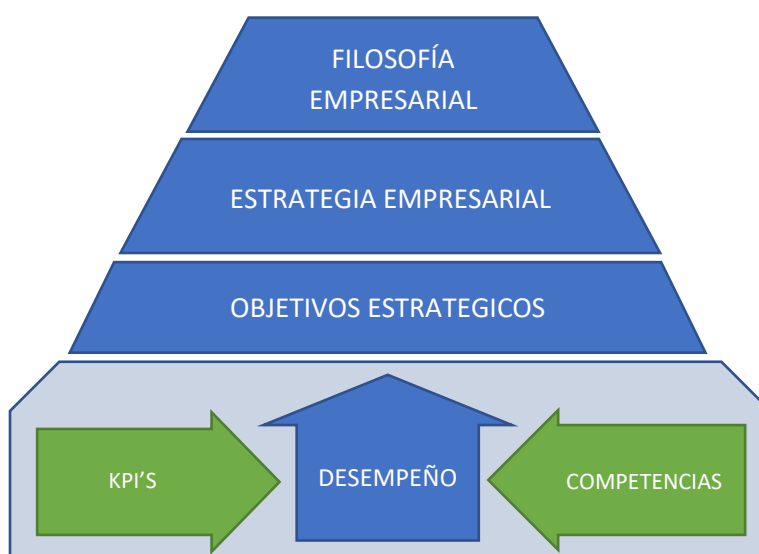 FILOSOFÍA
EMPRESARIAL
ESTRATEGIA EMPRESARIAL
OBJETIVOS ESTRATEGICOS
KPI'S
DESEMPEÑO
COMPETENCIAS